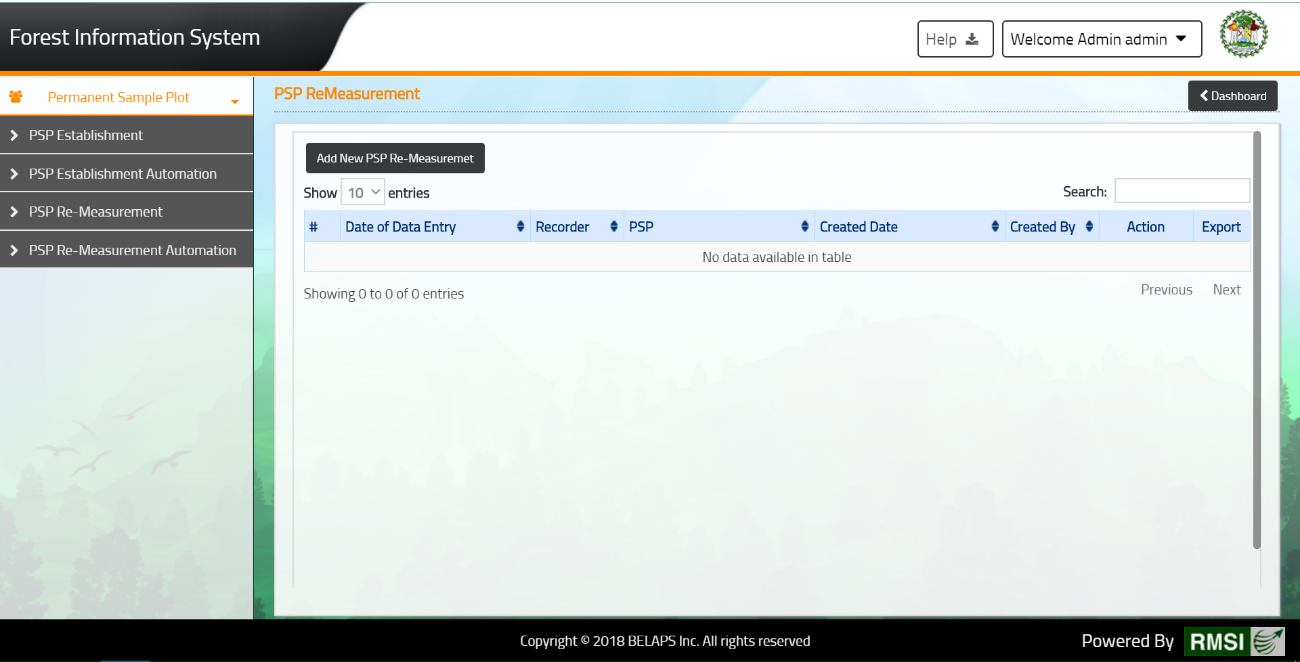 Forest Information System
Help
Welcome Admin admin
Permanent Sample Plot
PSP Establishment
PSP Establishment Automation
PSP Re-Measurement
PSP Re-Measurement Automation
PSP ReMeasurement
Dashboard
Add New PSP Re-Measuremet
Show 10 entries
Search:
# Date of Data Entry Recorder PSP Created Date Created By Action Export
No data available in table
Showing 0 to 0 of 0 entries
Previous Next
Copyright © 2018 BELAPS Inc. All rights reserved
Powered By RMSI